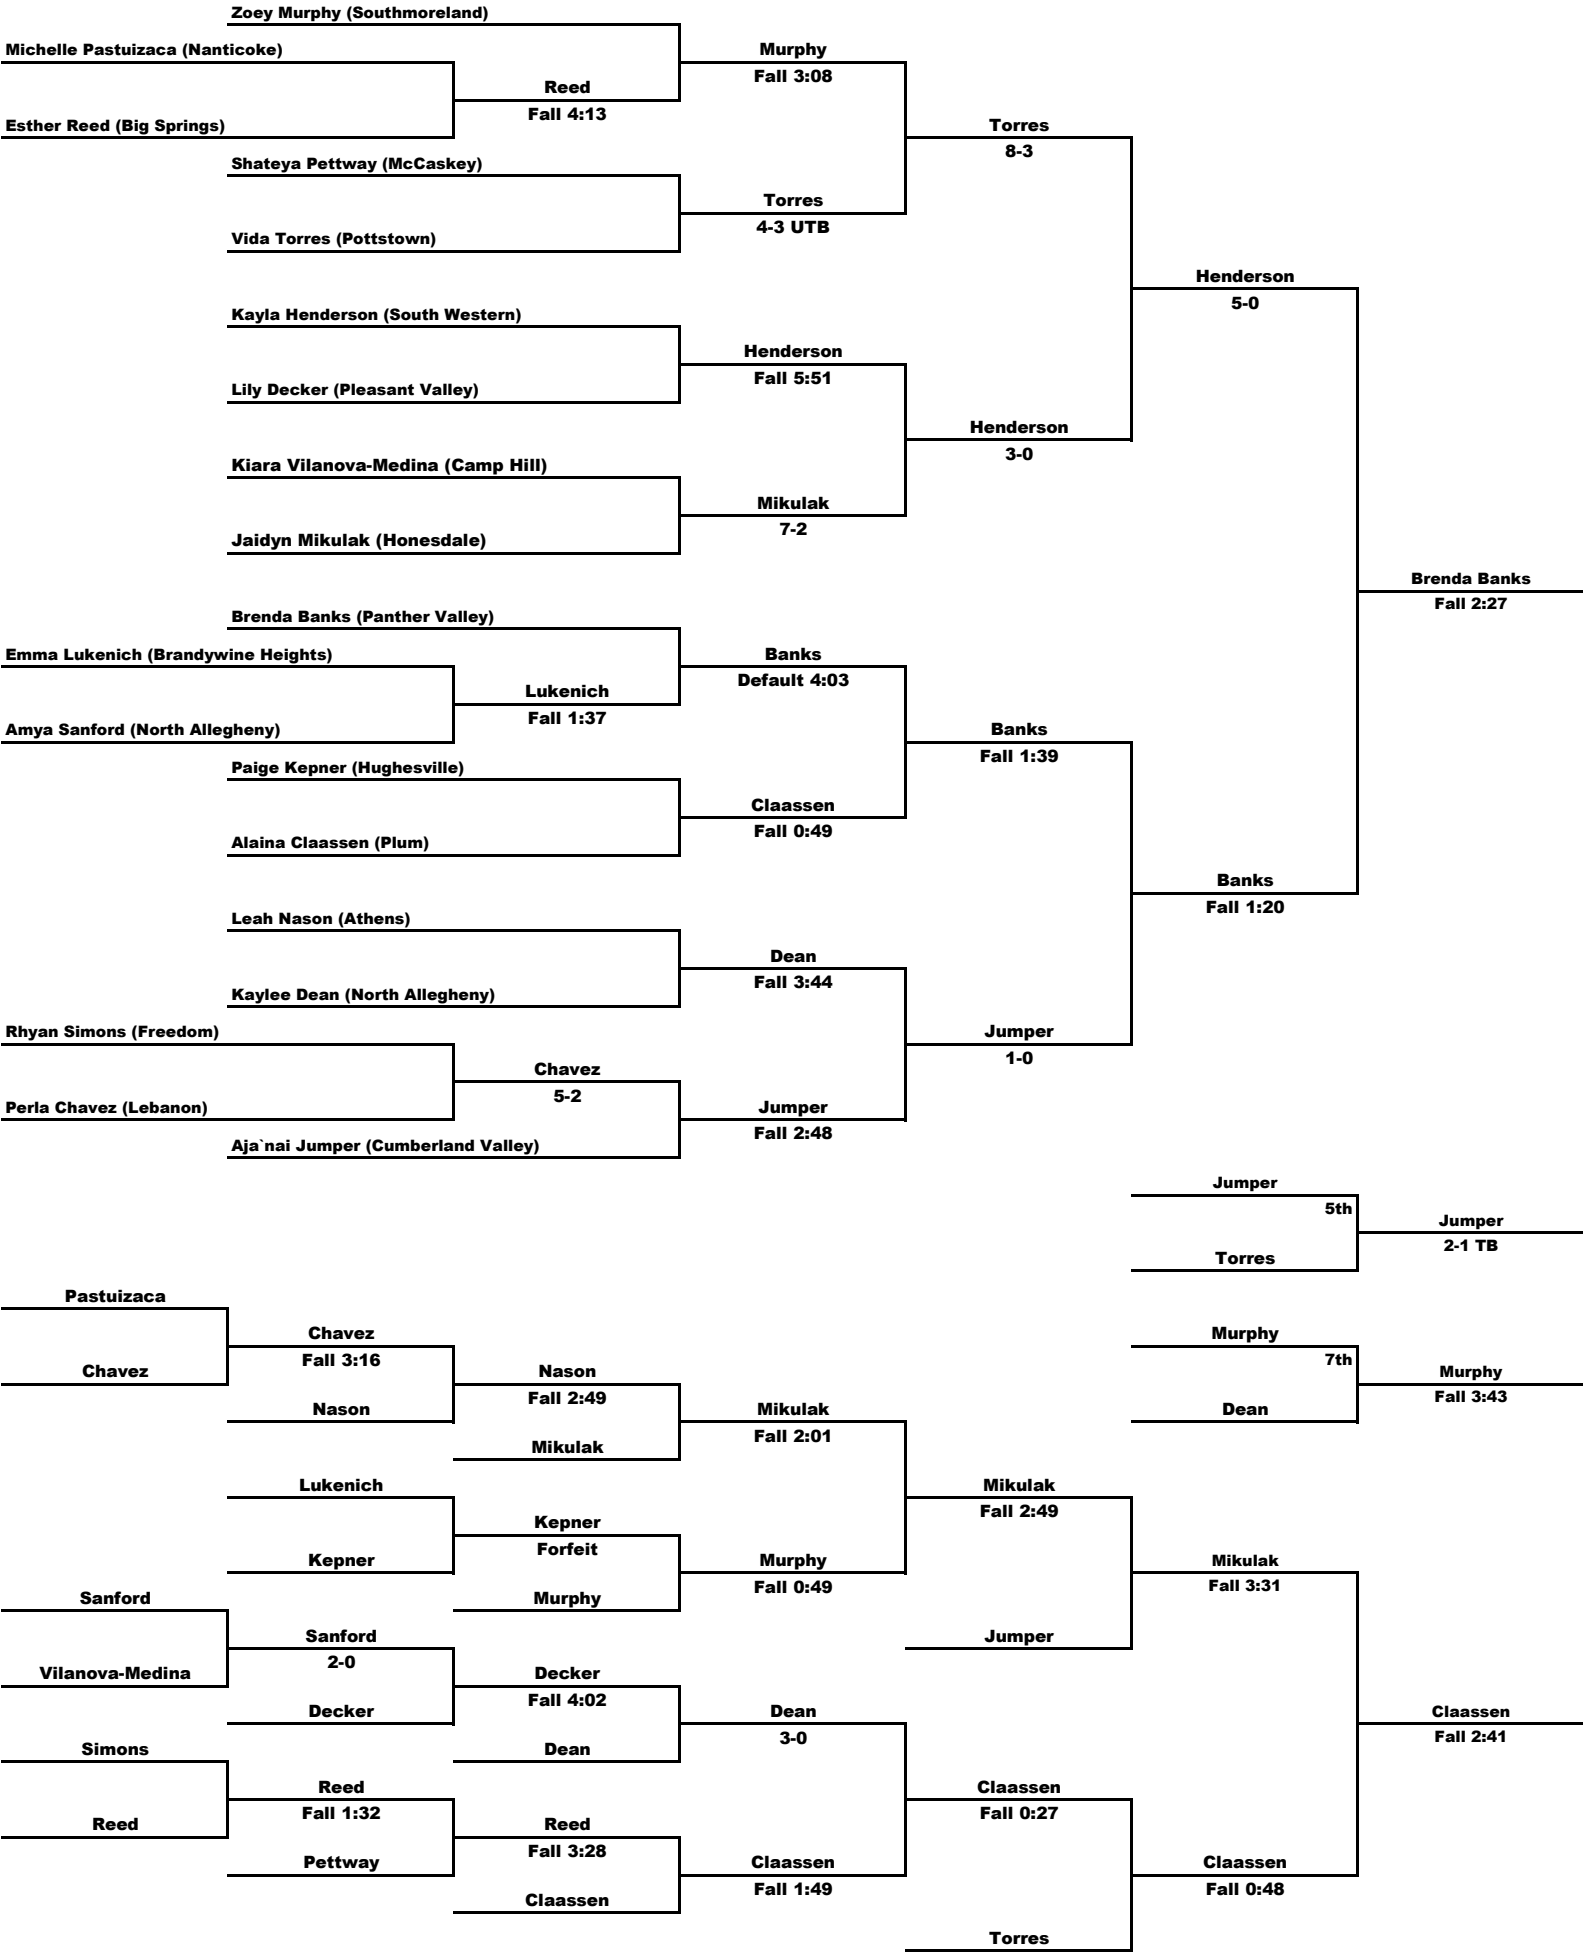 Zoey Murphy (Southmoreland)
Michelle Pastuizaca (Nanticoke)
Murphy
Fall 3:08
Reed
Fall 4:13
Esther Reed (Big Springs)
Torres
8-3
Shateya Pettway (McCaskey)
Torres
4-3 UTB
Vida Torres (Pottstown)
Henderson
5-0
Kayla Henderson (South Western)
Henderson
Fall 5:51
Lily Decker (Pleasant Valley)
Henderson
3-0
Kiara Vilanova-Medina (Camp Hill)
Mikulak
7-2
Jaidyn Mikulak (Honesdale)
Brenda Banks
Fall 2:27
Brenda Banks (Panther Valley)
Emma Lukenich (Brandywine Heights)
Banks
Default 4:03
Lukenich
Fall 1:37
Amya Sanford (North Allegheny)
Banks
Fall 1:39
Paige Kepner (Hughesville)
Claassen
Fall 0:49
Alaina Claassen (Plum)
Banks
Fall 1:20
Leah Nason (Athens)
Dean
Fall 3:44
Kaylee Dean (North Allegheny)
Rhyan Simons (Freedom)
Jumper
1-0
Chavez
5-2
Perla Chavez (Lebanon)
Jumper
Fall 2:48
Aja`nai Jumper (Cumberland Valley)
Jumper
5th
Jumper
2-1 TB
Torres
Pastuizaca
Chavez
Fall 3:16
Murphy
7th
Chavez
Nason
Fall 2:49
Murphy
Fall 3:43
Nason
Mikulak
Fall 2:01
Dean
Mikulak
Lukenich
Mikulak
Fall 2:49
Kepner
Forfeit
Kepner
Murphy
Fall 0:49
Mikulak
Fall 3:31
Sanford
Murphy
Sanford
2-0
Jumper
Vilanova-Medina
Decker
Fall 4:02
Decker
Dean
3-0
Claassen
Fall 2:41
Simons
Dean
Reed
Fall 1:32
Claassen
Fall 0:27
Reed
Reed
Fall 3:28
Pettway
Claassen
Fall 1:49
Claassen
Fall 0:48
Claassen
Torres